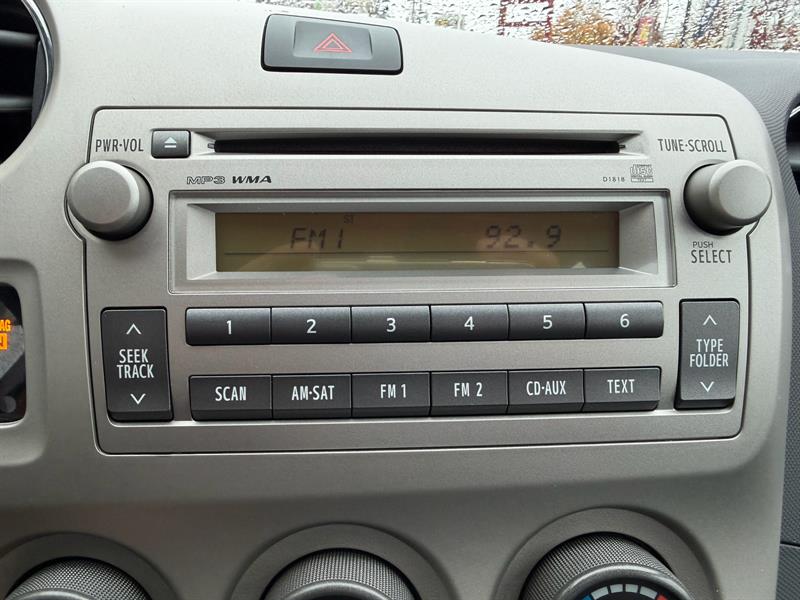 PWR-VOL
TUNE-SCROLL
MP3 WMA
D1818
ST
FM1 92.9
PUSH
SELECT
1 2 3 4 5 6
SEEK
TRACK
TYPE
FOLDER
SCAN AM-SAT FM 1 FM 2 CD-AUX TEXT